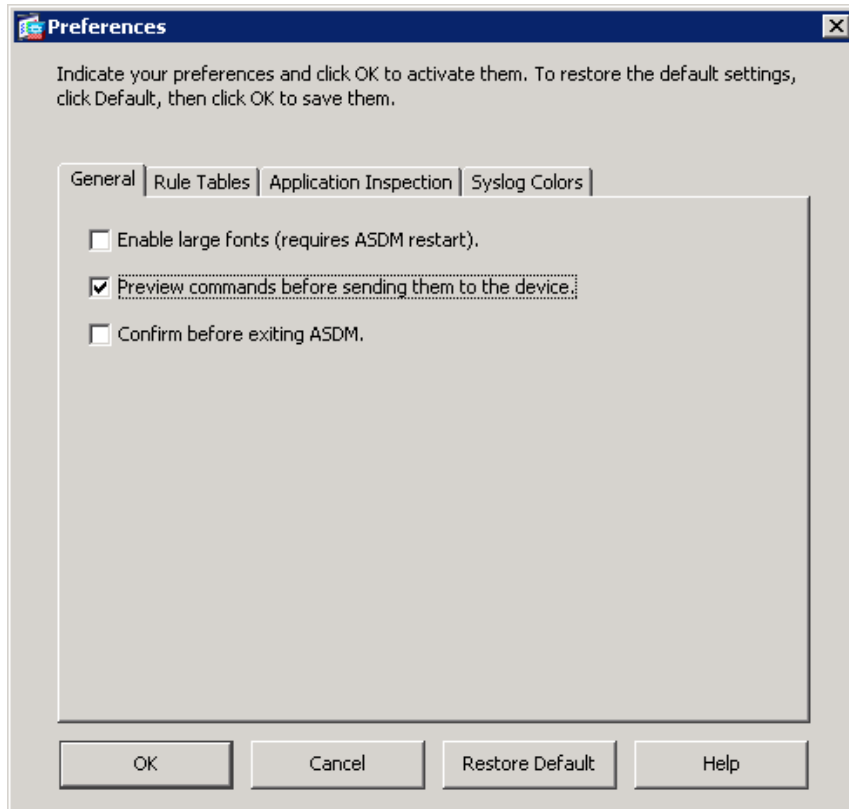 Preferences
Indicate your preferences and click OK to activate them. To restore the default settings,
click Default, then click OK to save them.
General Rule Tables Application Inspection Syslog Colors
Enable large fonts (requires ASDM restart).
Preview commands before sending them to the device.
Confirm before exiting ASDM.
OK Cancel Restore Default Help